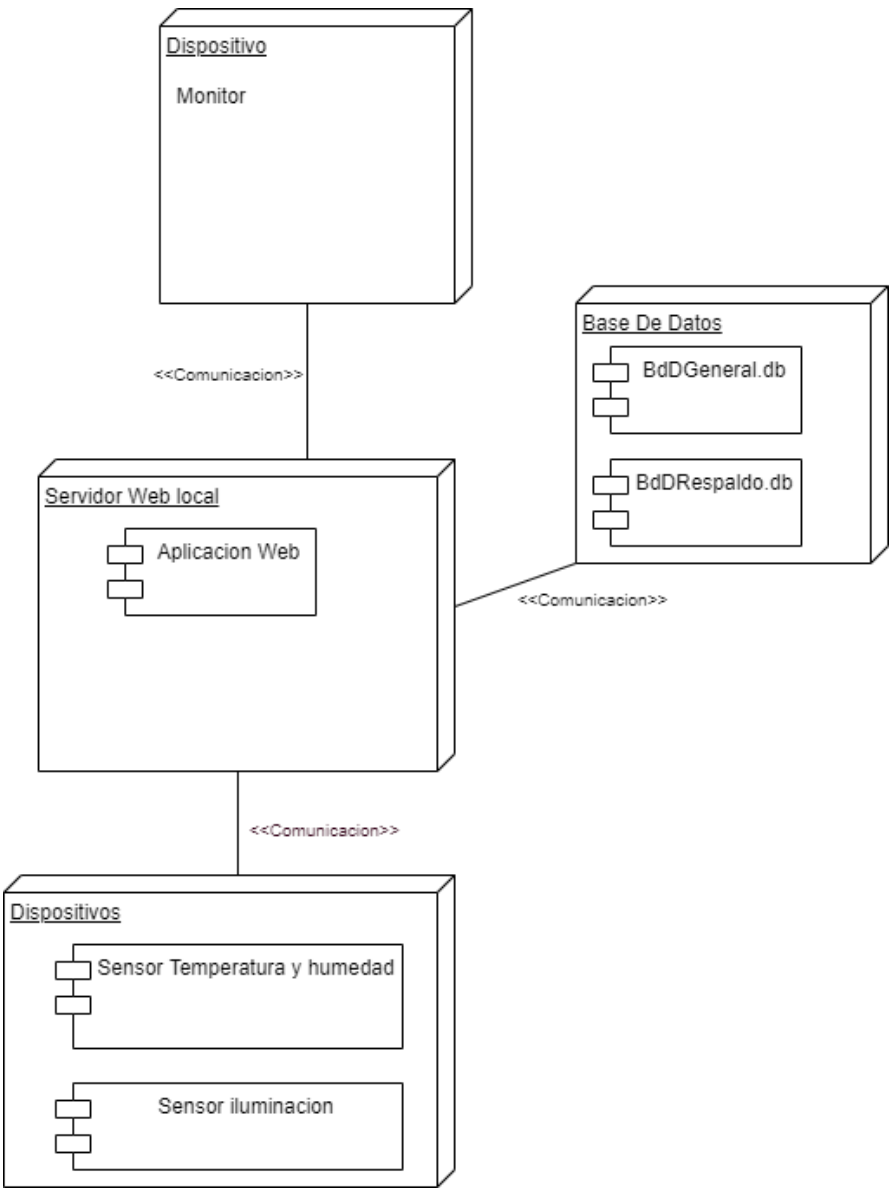 Dispositivo
Monitor
<<Comunicacion>>
Base De Datos
BdDGeneral.db
BdDRespaldo.db
Servidor Web local
Aplicacion Web
<<Comunicacion>>
<<Comunicacion>>
Dispositivos
Sensor Temperatura y humedad
Sensor iluminacion